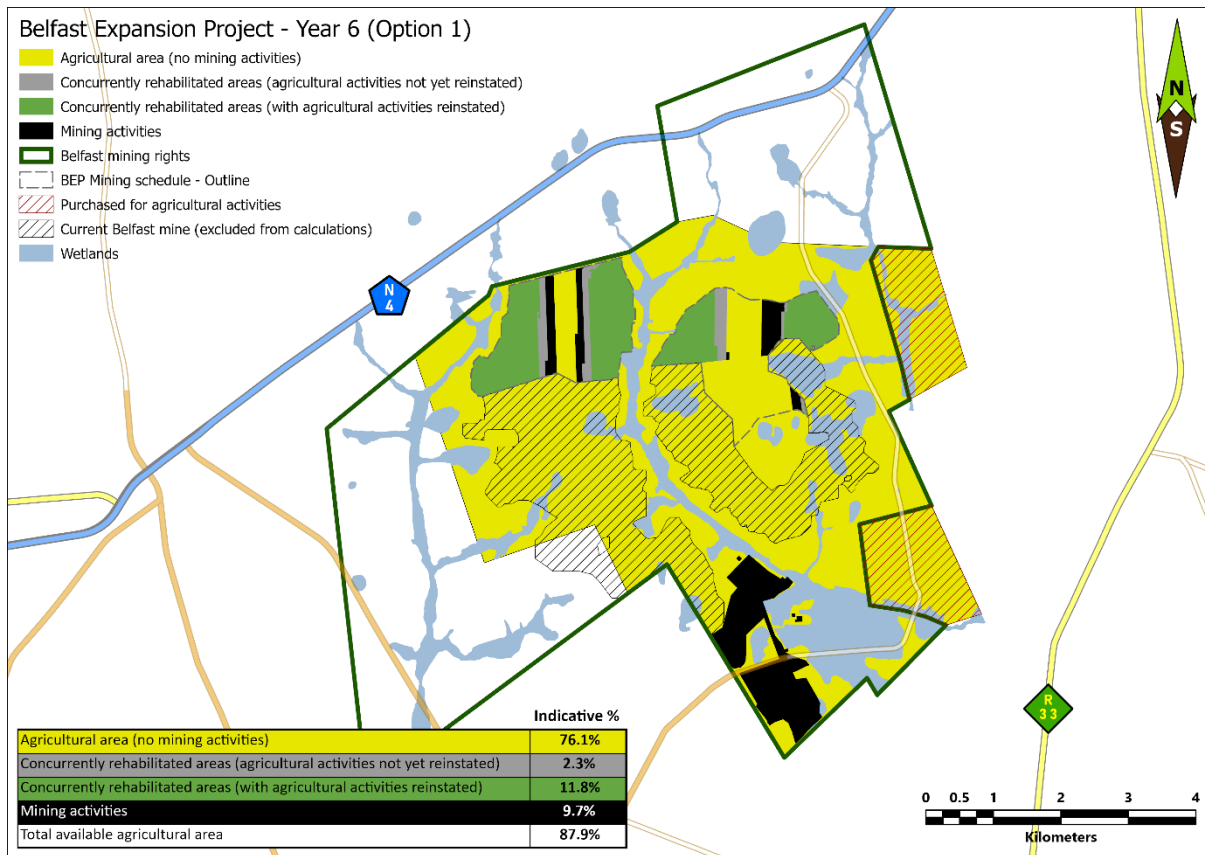 Belfast Expansion Project - Year 6 (Option 1)
Agricultural area (no mining activities)
Concurrently rehabilitated areas (agricultural activities not yet reinstated)
Concurrently rehabilitated areas (with agricultural activities reinstated)
Mining activities
Belfast mining rights
BEP Mining schedule - Outline
Purchased for agricultural activities
Current Belfast mine (excluded from calculations)
Wetlands
N
S
N
4
R
33
Indicative %
Agricultural area (no mining activities) 76.1%
Concurrently rehabilitated areas (agricultural activities not yet reinstated) 2.3%
Concurrently rehabilitated areas (with agricultural activities reinstated) 11.8%
Mining activities 9.7%
Total available agricultural area 87.9%
0 0.5 1 2 3 4
Kilometers